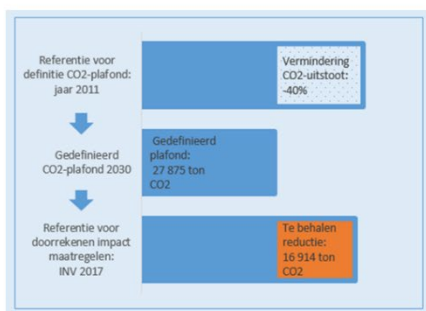 Referentie voor
definitie CO2-plafond:
jaar 2011
Vermindering
CO2-uitstoot:
-40%
Gedefinieerd
CO2-plafond 2030
Gedefinieerd
plafond:
27 875 ton
CO2
Referentie voor
doorrekenen impact
maatregelen:
INV 2017
Te behalen
reductie:
16 914 ton
CO2